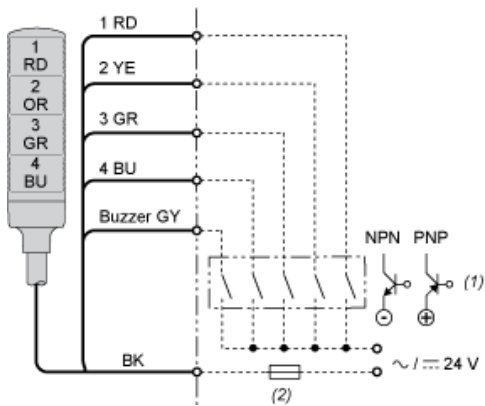 1
RD
2
OR
3
GR
4
BU
1 RD
2 YE
3 GR
4 BU
Buzzer GY
BK
NPN PNP
(1)
(2)
~ / ⎓ 24 V